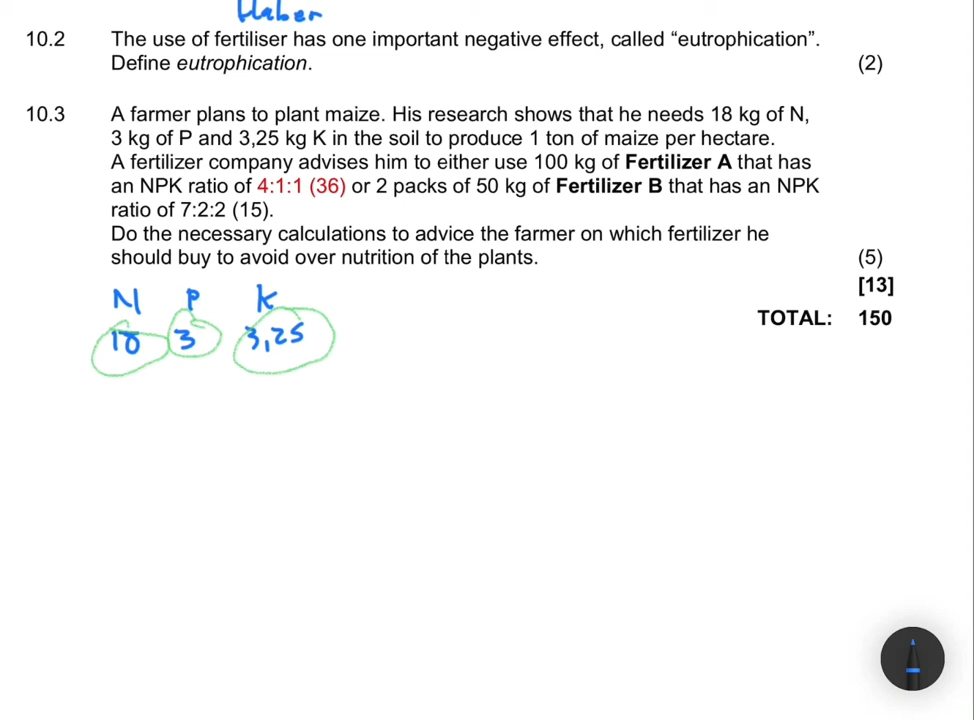 Haber
10.2 The use of fertiliser has one important negative effect, called “eutrophication”.
Define eutrophication. (2)
10.3 A farmer plans to plant maize. His research shows that he needs 18 kg of N,
3 kg of P and 3,25 kg K in the soil to produce 1 ton of maize per hectare.
A fertilizer company advises him to either use 100 kg of Fertilizer A that has
an NPK ratio of 4:1:1 (36) or 2 packs of 50 kg of Fertilizer B that has an NPK
ratio of 7:2:2 (15).
Do the necessary calculations to advice the farmer on which fertilizer he
should buy to avoid over nutrition of the plants. (5)
[13]
TOTAL: 150
N P K
18 3 3,25